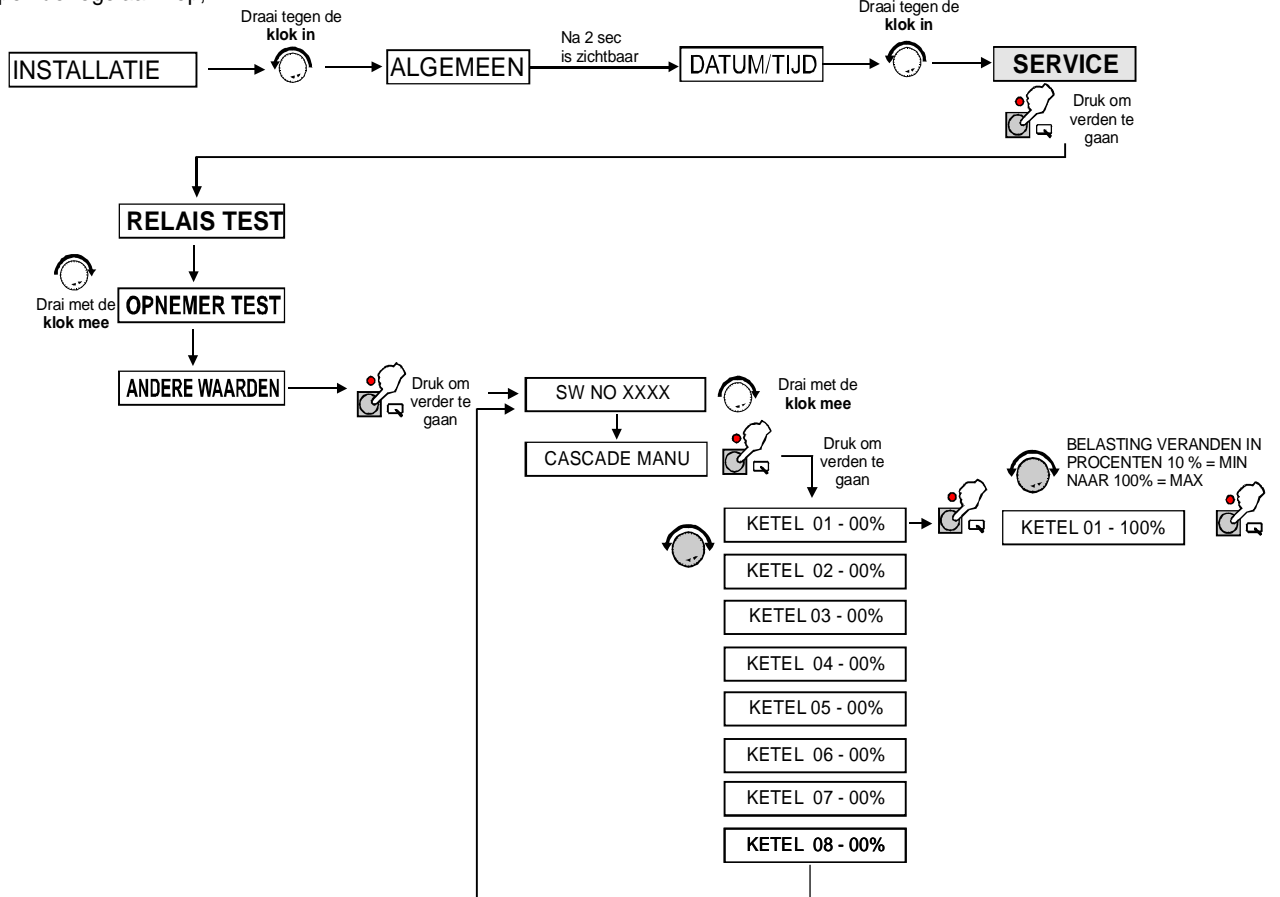 Draai tegen de
klok in
Draai tegen de
klok in
INSTALLATIE
ALGEMEEN
Na 2 sec
is zichtbaar
DATUM/TIJD
SERVICE
Druk om
verden te
gaan
RELAIS TEST
Drai met de
klok mee
OPNEMER TEST
ANDERE WAARDEN
Druk om
verder te
gaan
SW NO XXXX
Drai met de
klok mee
CASCADE MANU
Druk om
verden te
gaan
BELASTING VERANDEN IN
PROCENTEN 10 % = MIN
NAAR 100% = MAX
KETEL 01 - 00%
KETEL 01 - 100%
KETEL 02 - 00%
KETEL 03 - 00%
KETEL 04 - 00%
KETEL 05 - 00%
KETEL 06 - 00%
KETEL 07 - 00%
KETEL 08 - 00%